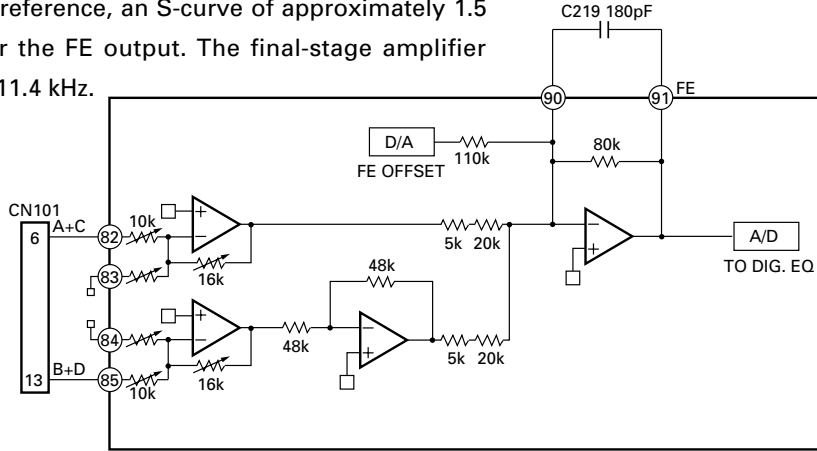 reference, an S-curve of approximately 1.5
r the FE output. The final-stage amplifier
11.4 kHz.
C219 180pF
90
91
FE
D/A
110k
FE OFFSET
80k
CN101
6
A+C
82
10k
+
−
83
16k
5k 20k
−
+
A/D
TO DIG. EQ
48k
84
+
−
48k
−
+
5k 20k
13
B+D
85
10k
16k